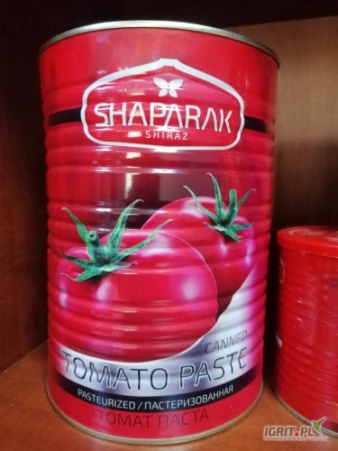 SHAPARAK
SHIRAZ
CANNED
TOMATO PASTE
PASTEURIZED / ПАСТЕРИЗОВАННАЯ
ТОМАТ ПАСТА
IGRIT.PL